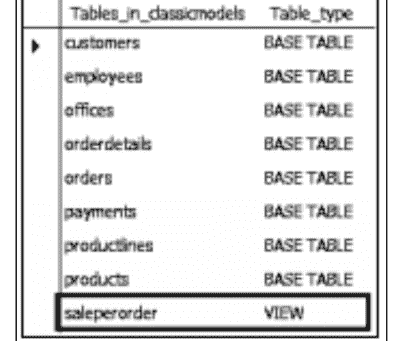 Tables_in_classicmodels Table_type
customers BASE TABLE
employees BASE TABLE
offices BASE TABLE
orderdetails BASE TABLE
orders BASE TABLE
payments BASE TABLE
productlines BASE TABLE
products BASE TABLE
saleperorder VIEW